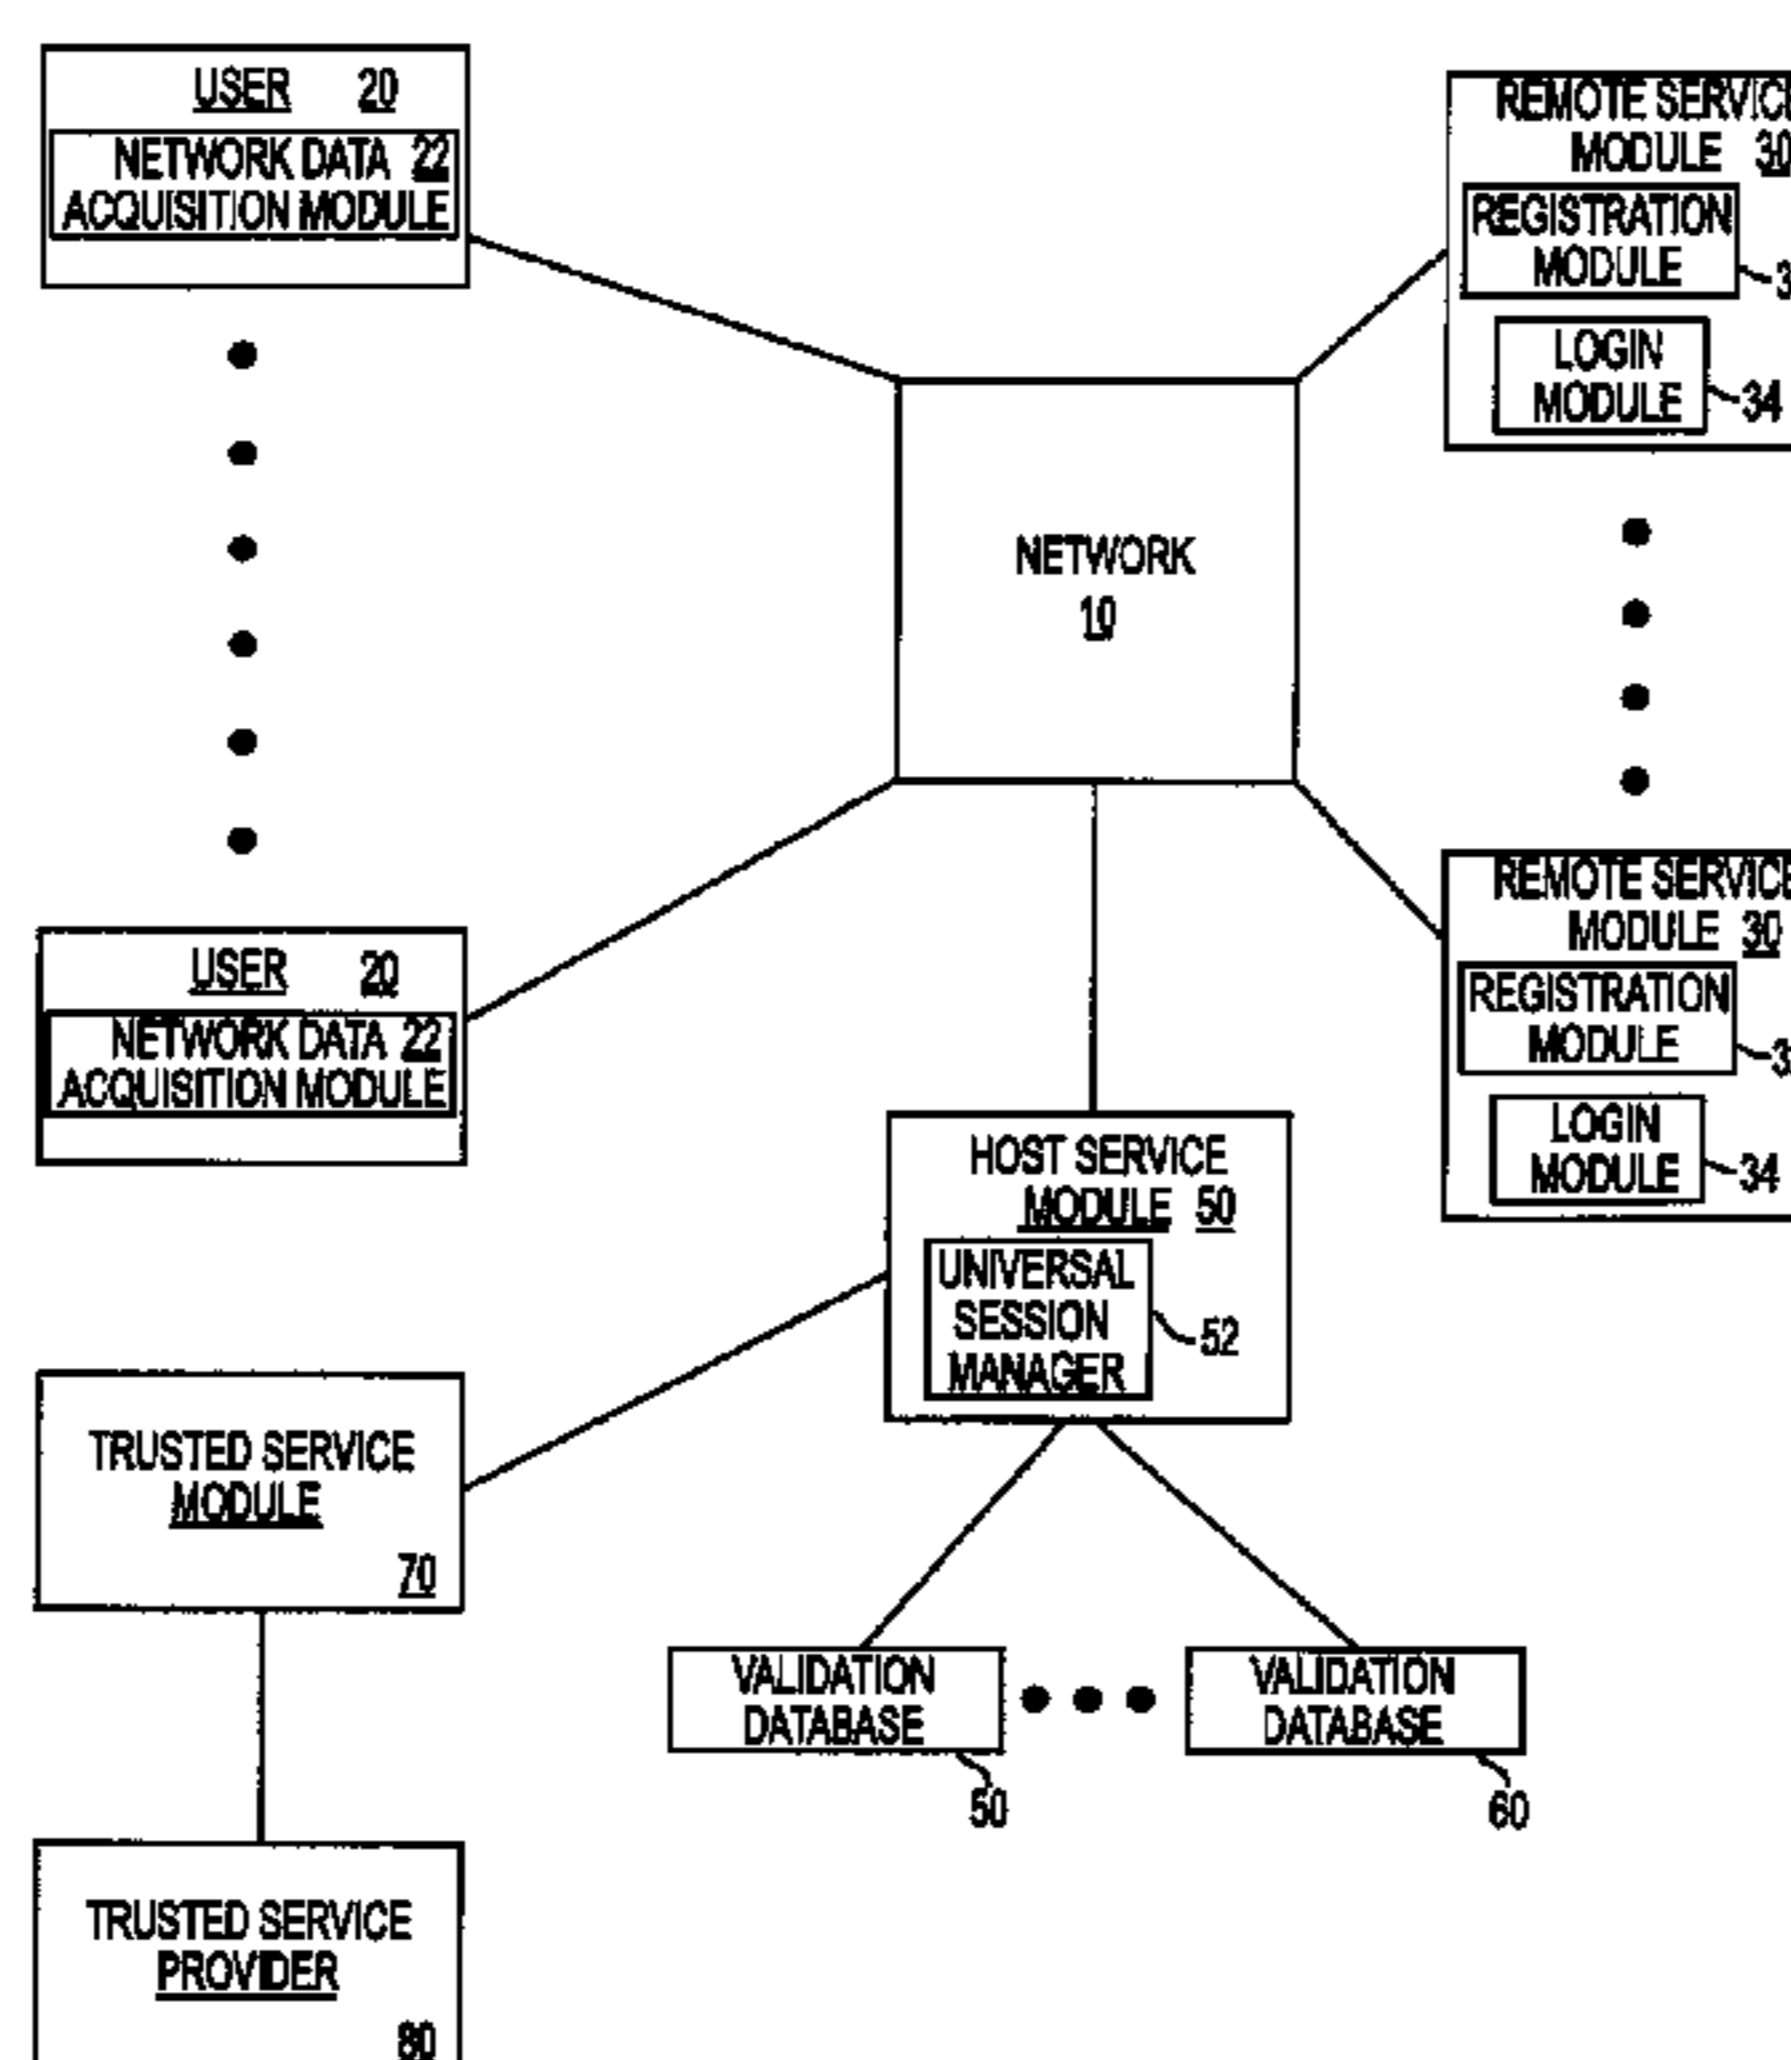 USER 20
NETWORK DATA 22
ACQUISITION MODULE
REMOTE SERVICE
MODULE 30
REGISTRATION
MODULE
LOGIN
MODULE
34
NETWORK
10
USER 20
NETWORK DATA 22
ACQUISITION MODULE
REMOTE SERVICE
MODULE 30
REGISTRATION
MODULE
LOGIN
MODULE
34
HOST SERVICE
MODULE 50
UNIVERSAL
SESSION
MANAGER
52
TRUSTED SERVICE
MODULE
70
VALIDATION
DATABASE
50
VALIDATION
DATABASE
60
TRUSTED SERVICE
PROVIDER
80